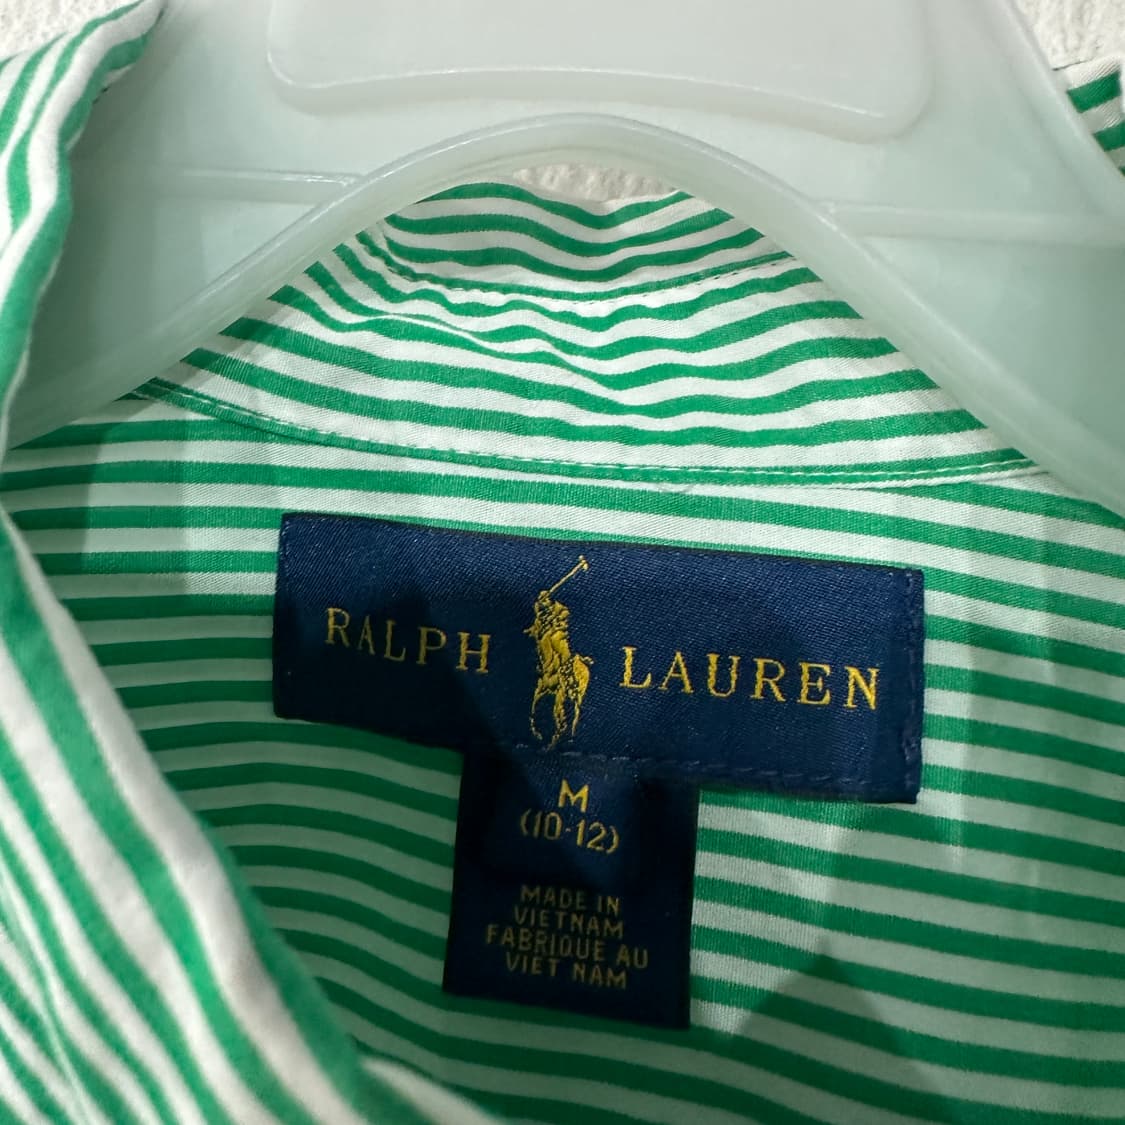 RALPH LAUREN
M
(10-12)
MADE IN
VIETNAM
FABRIQUE AU
VIET NAM